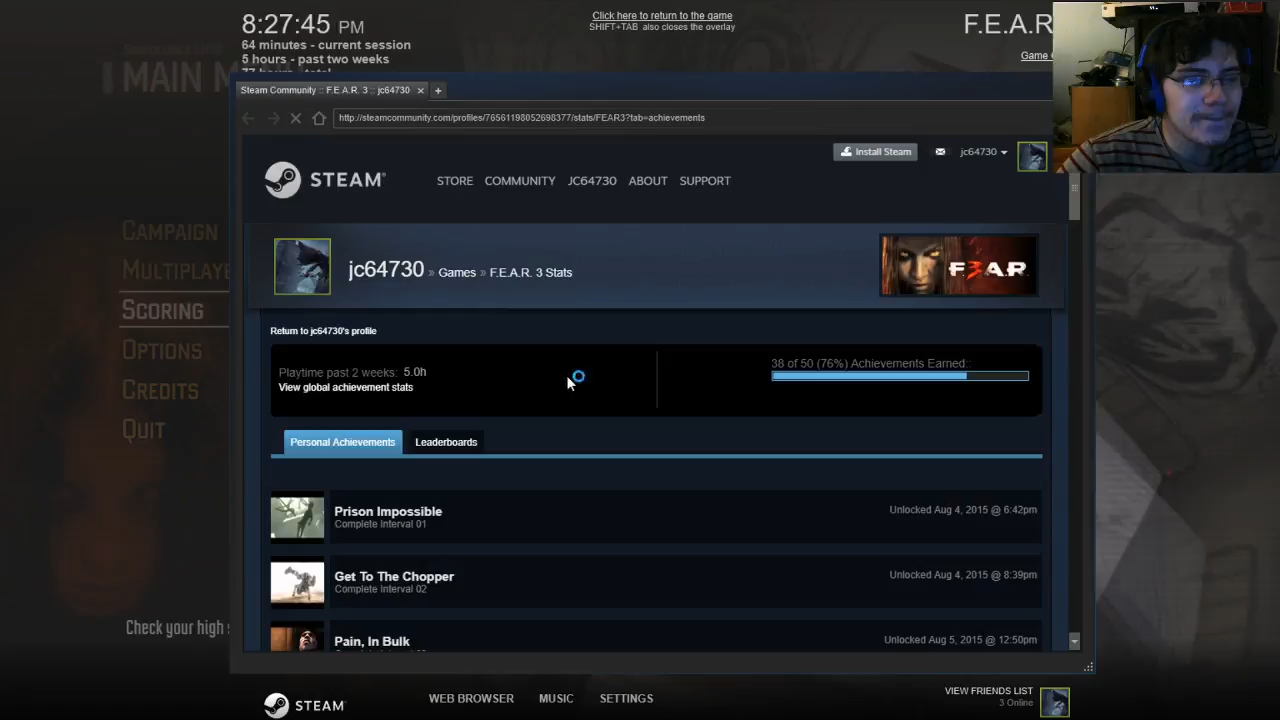 8:27:45 PM
64 minutes - current session
5 hours - past two weeks
Click here to return to the game
SHIFT+TAB also closes the overlay
F.E.A.R
Game
MAIN M
Steam Community :: F.E.A.R. 3 :: jc64730
http://steamcommunity.com/profiles/76561198052698377/stats/FEAR3?tab=achievements
Install Steam
jc64730
STEAM
STORE
COMMUNITY
JC64730
ABOUT
SUPPORT
jc64730 » Games » F.E.A.R. 3 Stats
F3AR
Return to jc64730's profile
Playtime past 2 weeks: 5.0h
View global achievement stats
38 of 50 (76%) Achievements Earned::
Personal Achievements
Leaderboards
Prison Impossible
Complete Interval 01
Unlocked Aug 4, 2015 @ 6:42pm
Get To The Chopper
Complete Interval 02
Unlocked Aug 4, 2015 @ 8:39pm
Pain, In Bulk
Unlocked Aug 5, 2015 @ 12:50pm
CAMPAIGN
MULTIPLAYE
SCORING
OPTIONS
CREDITS
QUIT
Check your high s
STEAM
WEB BROWSER
MUSIC
SETTINGS
VIEW FRIENDS LIST
3 Online